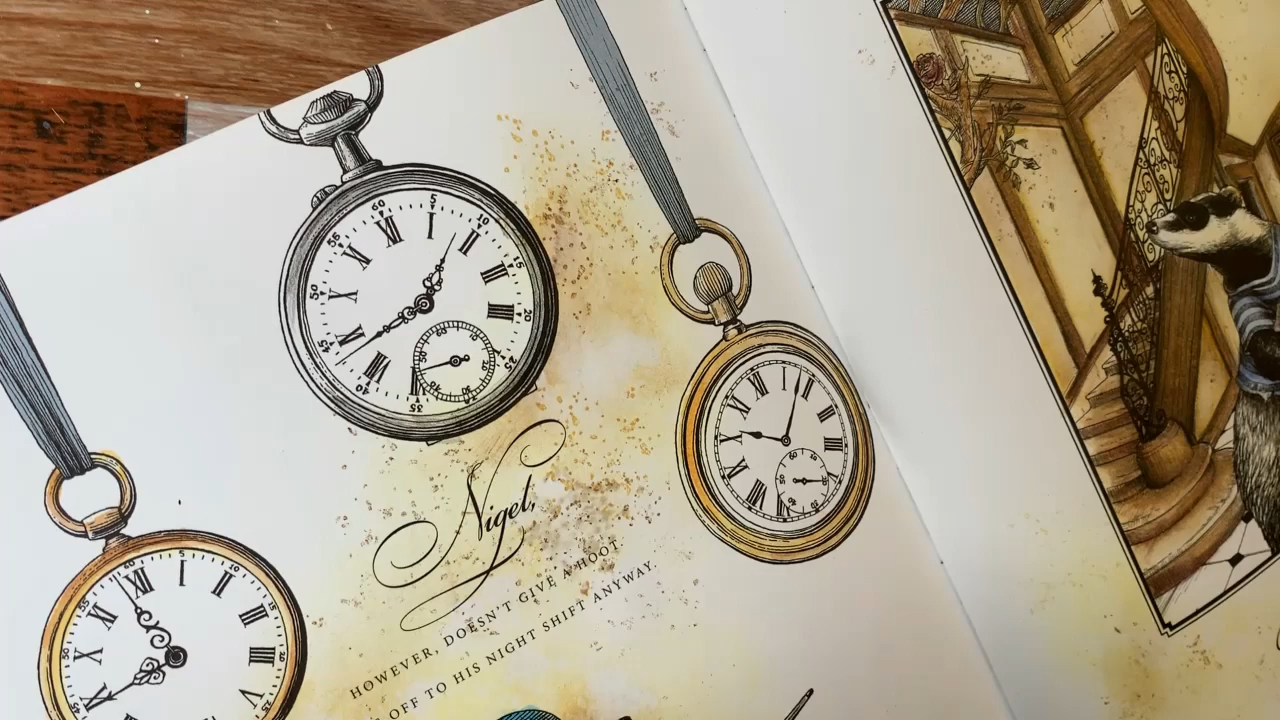 Nigel,
HOWEVER, DOESN'T GIVE A HOOT
OFF TO HIS NIGHT SHIFT ANYWAY.